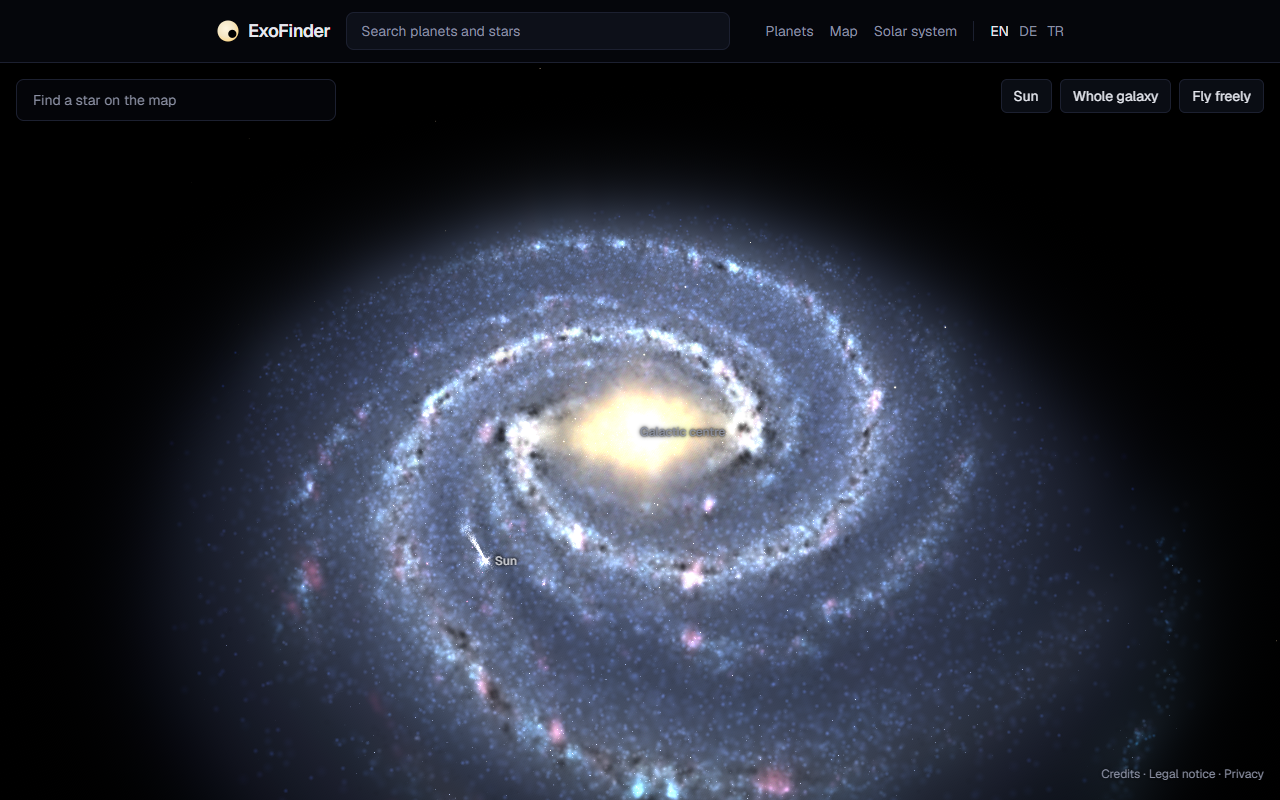 ExoFinder
Search planets and stars
Planets
Map
Solar system
EN
DE
TR
Find a star on the map
Sun
Whole galaxy
Fly freely
Galactic centre
Sun
Credits · Legal notice · Privacy